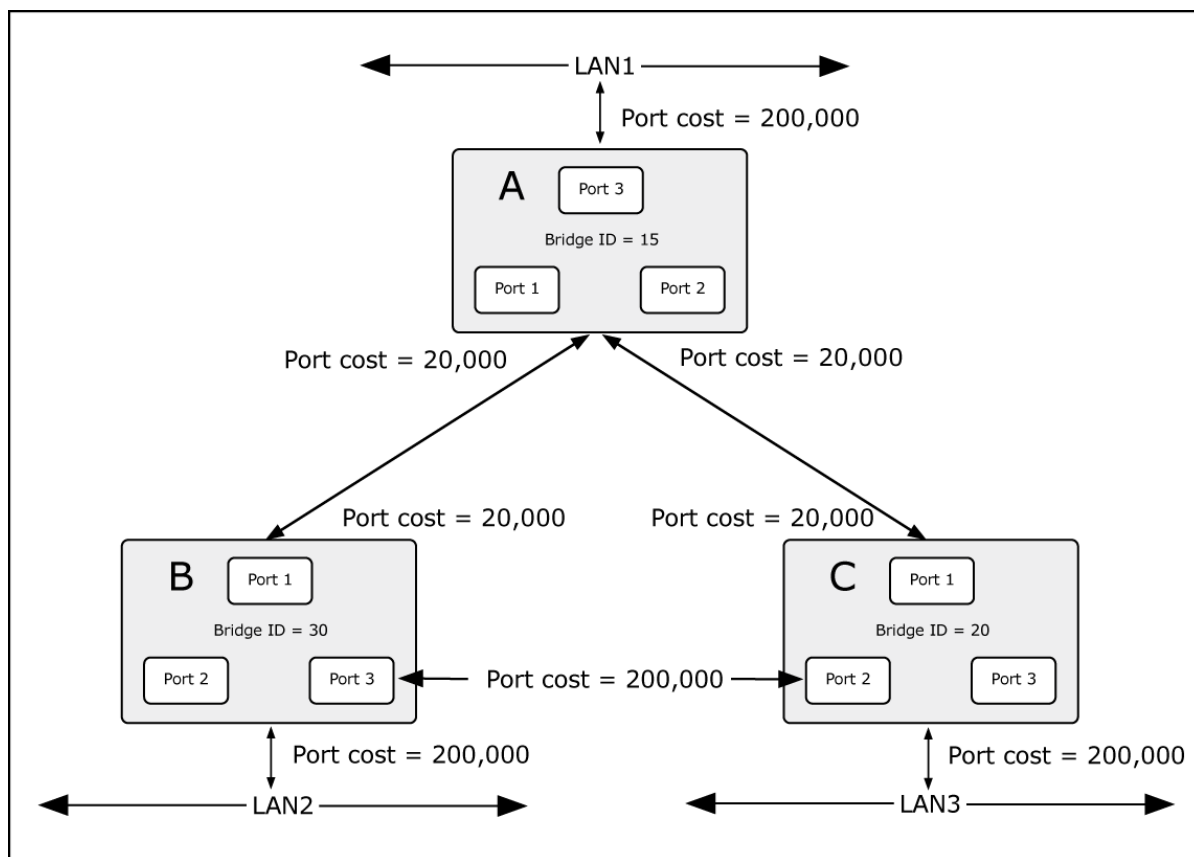 LAN1
Port cost = 200,000
A
Port 3
Bridge ID = 15
Port 1
Port 2
Port cost = 20,000
Port cost = 20,000
Port cost = 20,000
Port cost = 20,000
B
Port 1
Bridge ID = 30
Port 2
Port 3
C
Port 1
Bridge ID = 20
Port 2
Port 3
Port cost = 200,000
Port cost = 200,000
LAN2
Port cost = 200,000
LAN3